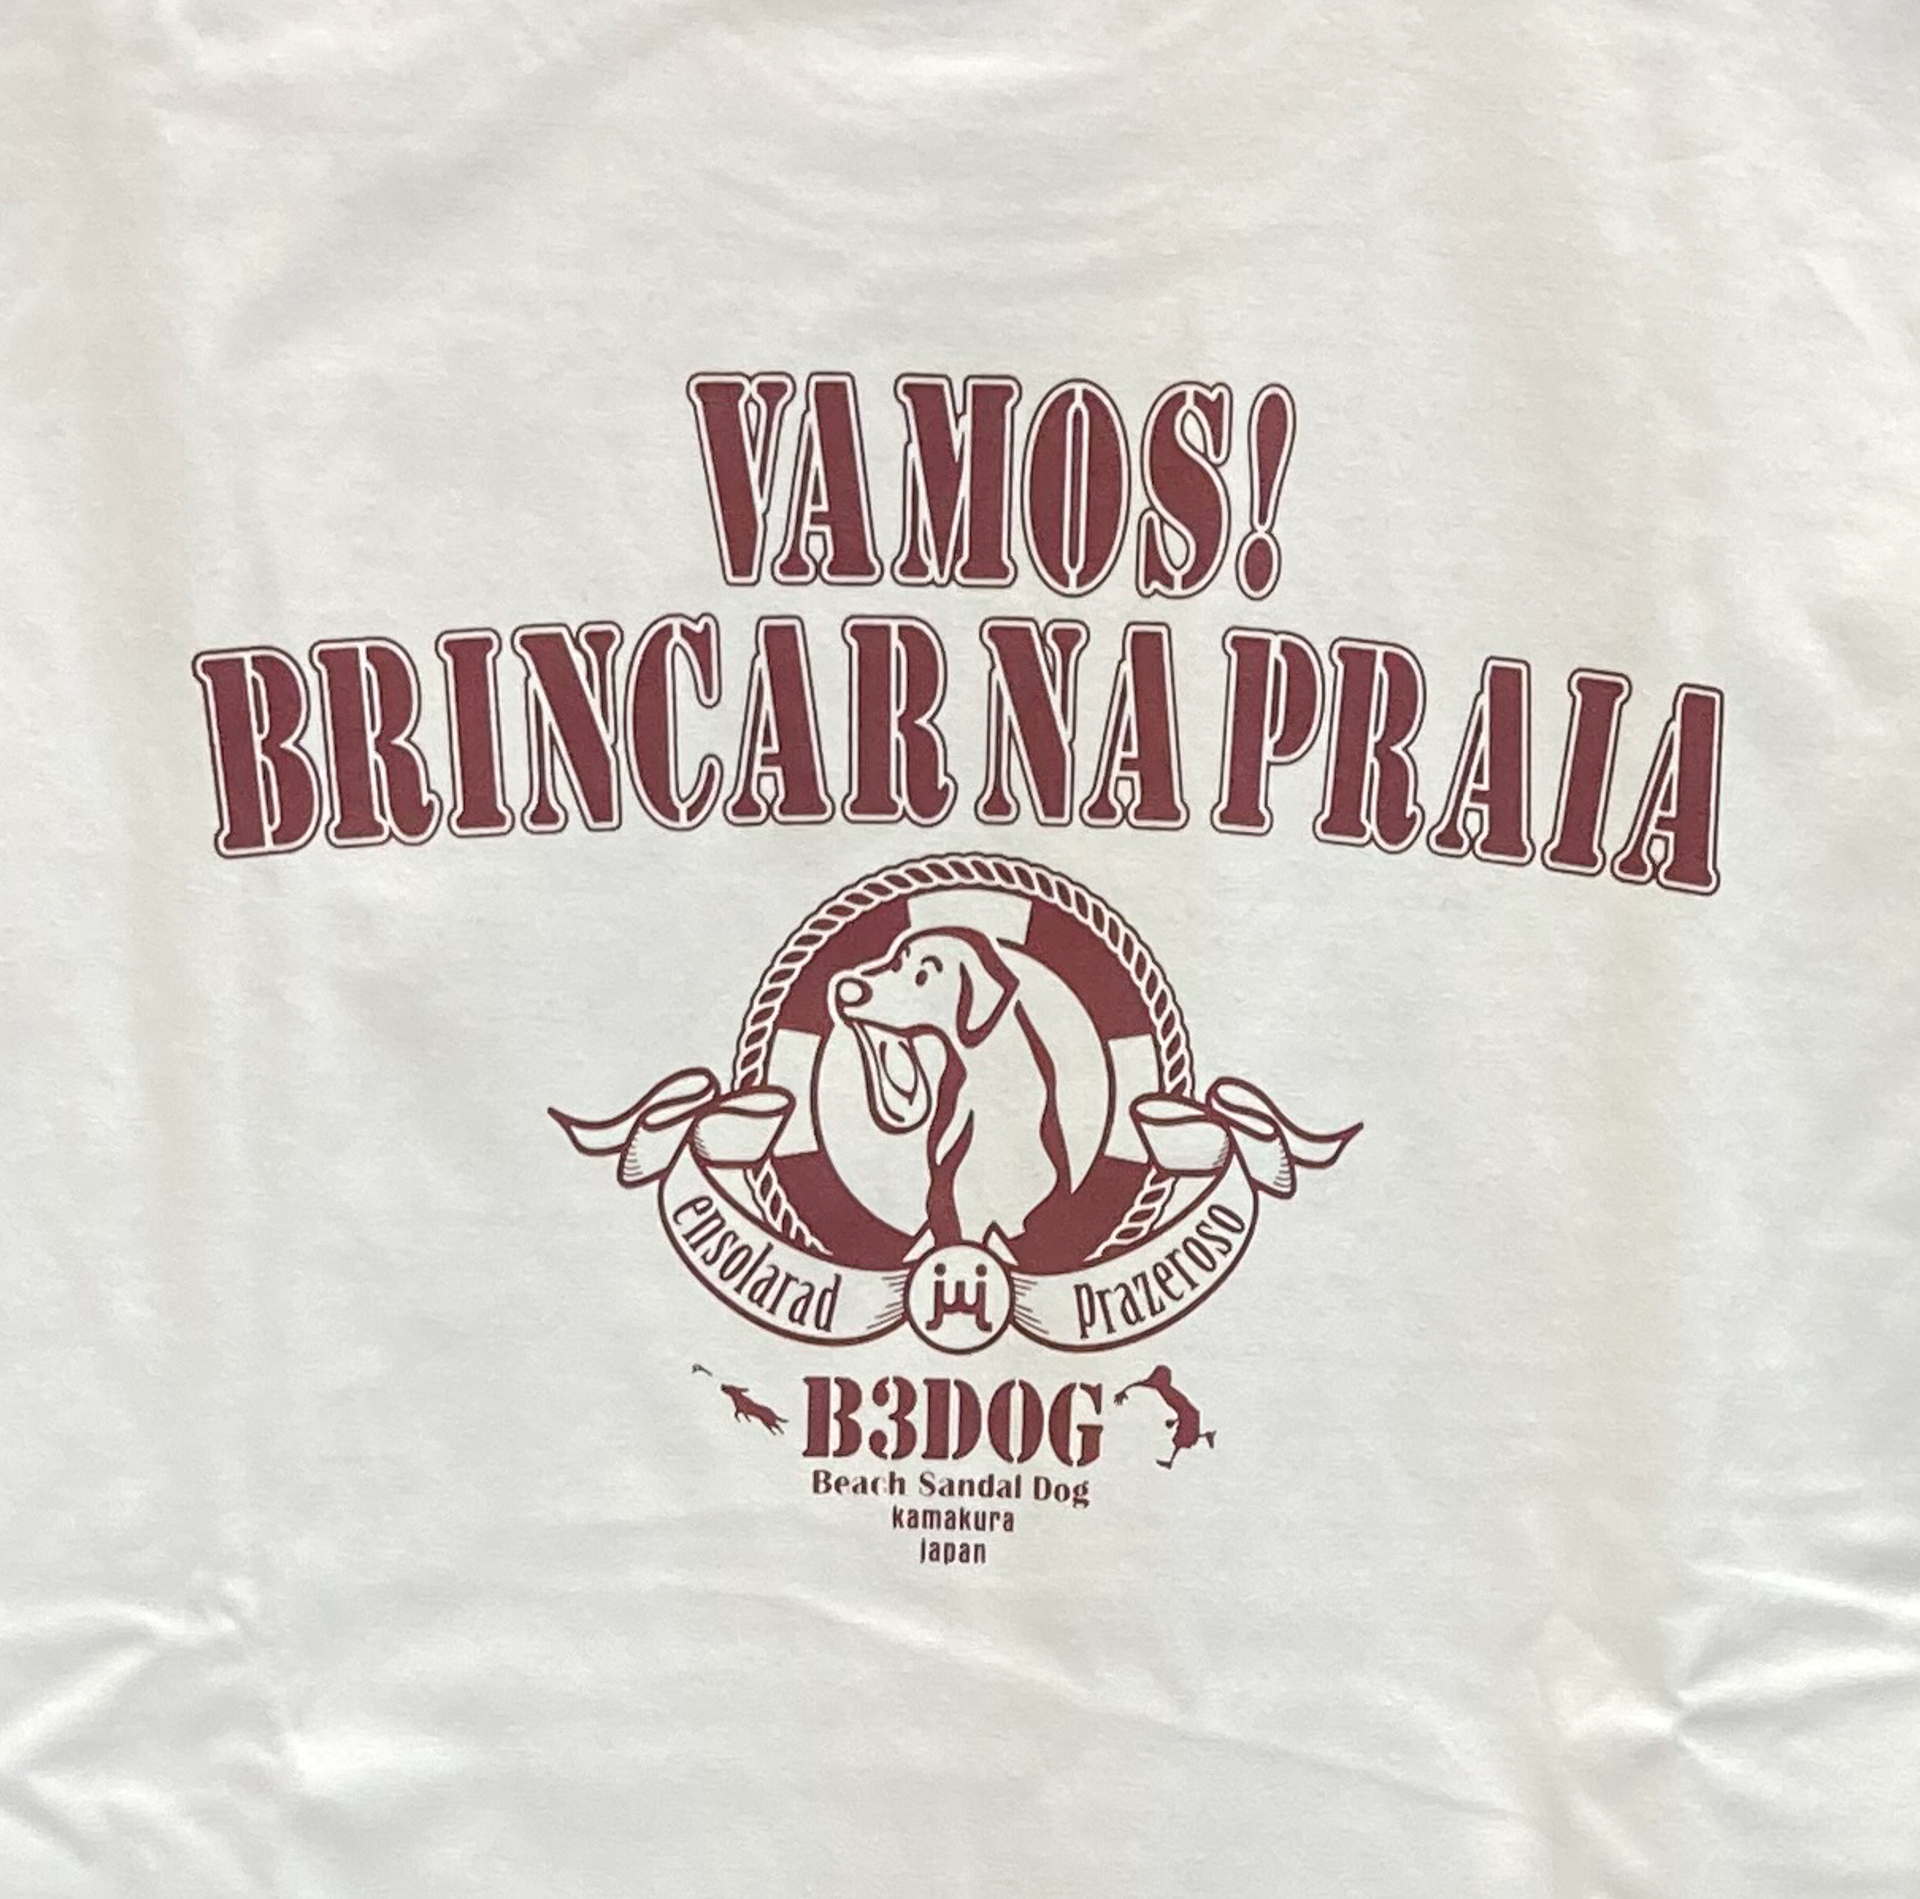 VAMOS!
BRINCAR NA PRAIA
ensolarad Prazeroso
B3DOG
Beach Sandal Dog
kamakura
japan